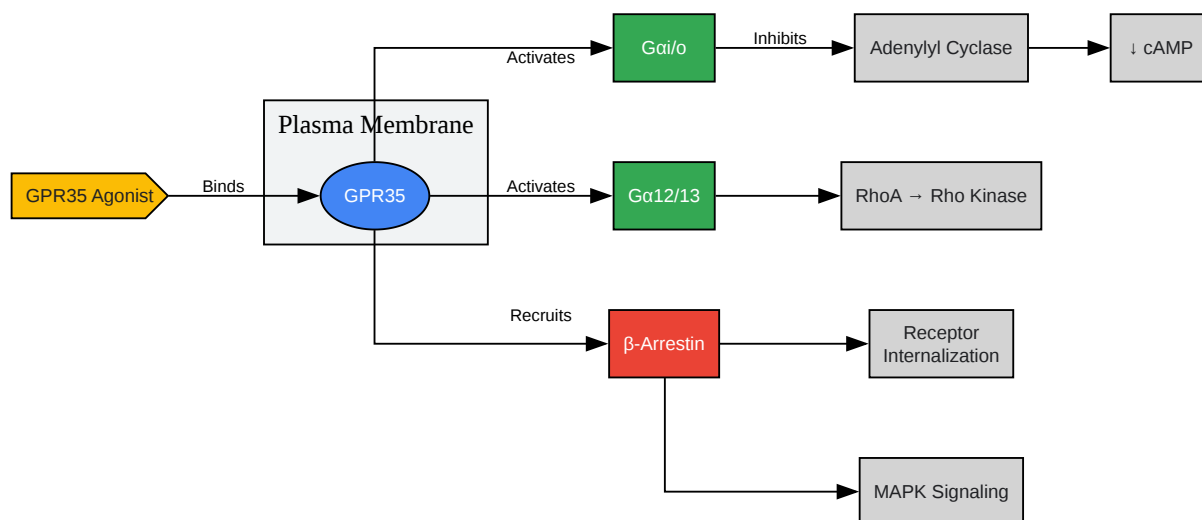 Activates
Gαi/o
Inhibits
Adenylyl Cyclase
↓ cAMP
Plasma Membrane
GPR35 Agonist
Binds
GPR35
Activates
Gα12/13
RhoA → Rho Kinase
Recruits
β-Arrestin
Receptor
Internalization
MAPK Signaling